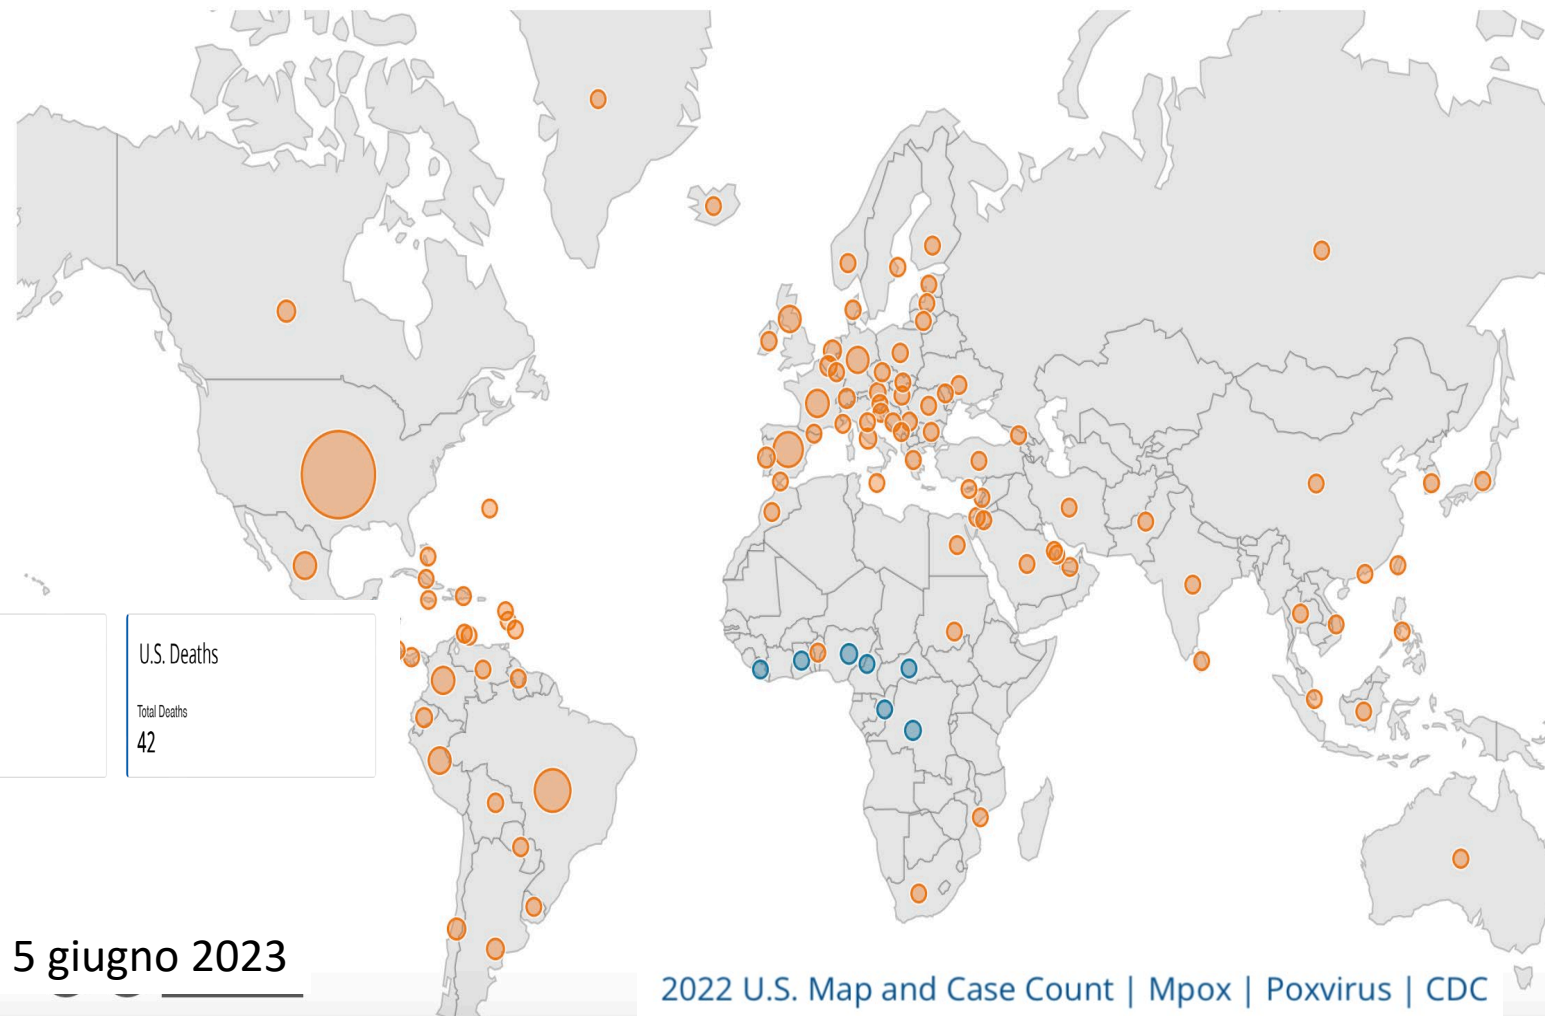 U.S. Deaths
Total Deaths
42
5 giugno 2023
2022 U.S. Map and Case Count | Mpox | Poxvirus | CDC